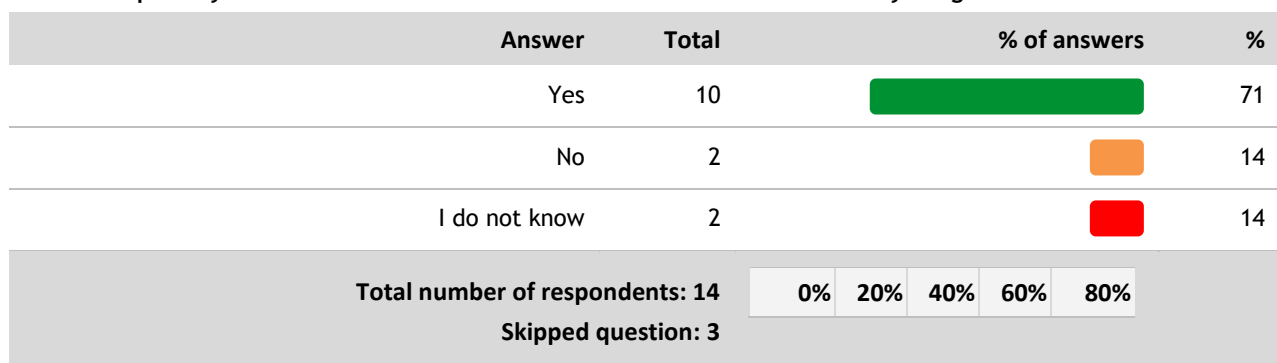 Answer Total % of answers %
Yes 10 71
No 2 14
I do not know 2 14
Total number of respondents: 14 0% 20% 40% 60% 80%
Skipped question: 3